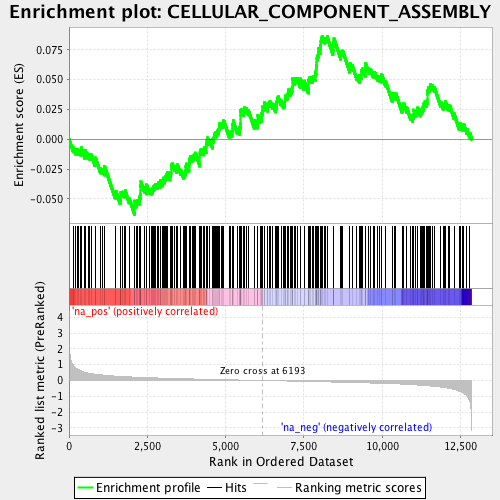 Enrichment plot: CELLULAR_COMPONENT_ASSEMBLY
Enrichment score (ES)
0.075
0.050
0.025
0.000
-0.025
-0.050
'na_pos' (positively correlated)
Ranked list metric (PreRanked)
4
3
2
1
0
-1
-2
-3
Zero cross at 6193
'na_neg' (negatively correlated)
0
2,500
5,000
7,500
10,000
12,500
Rank in Ordered Dataset
Enrichment profile
Hits
Ranking metric scores